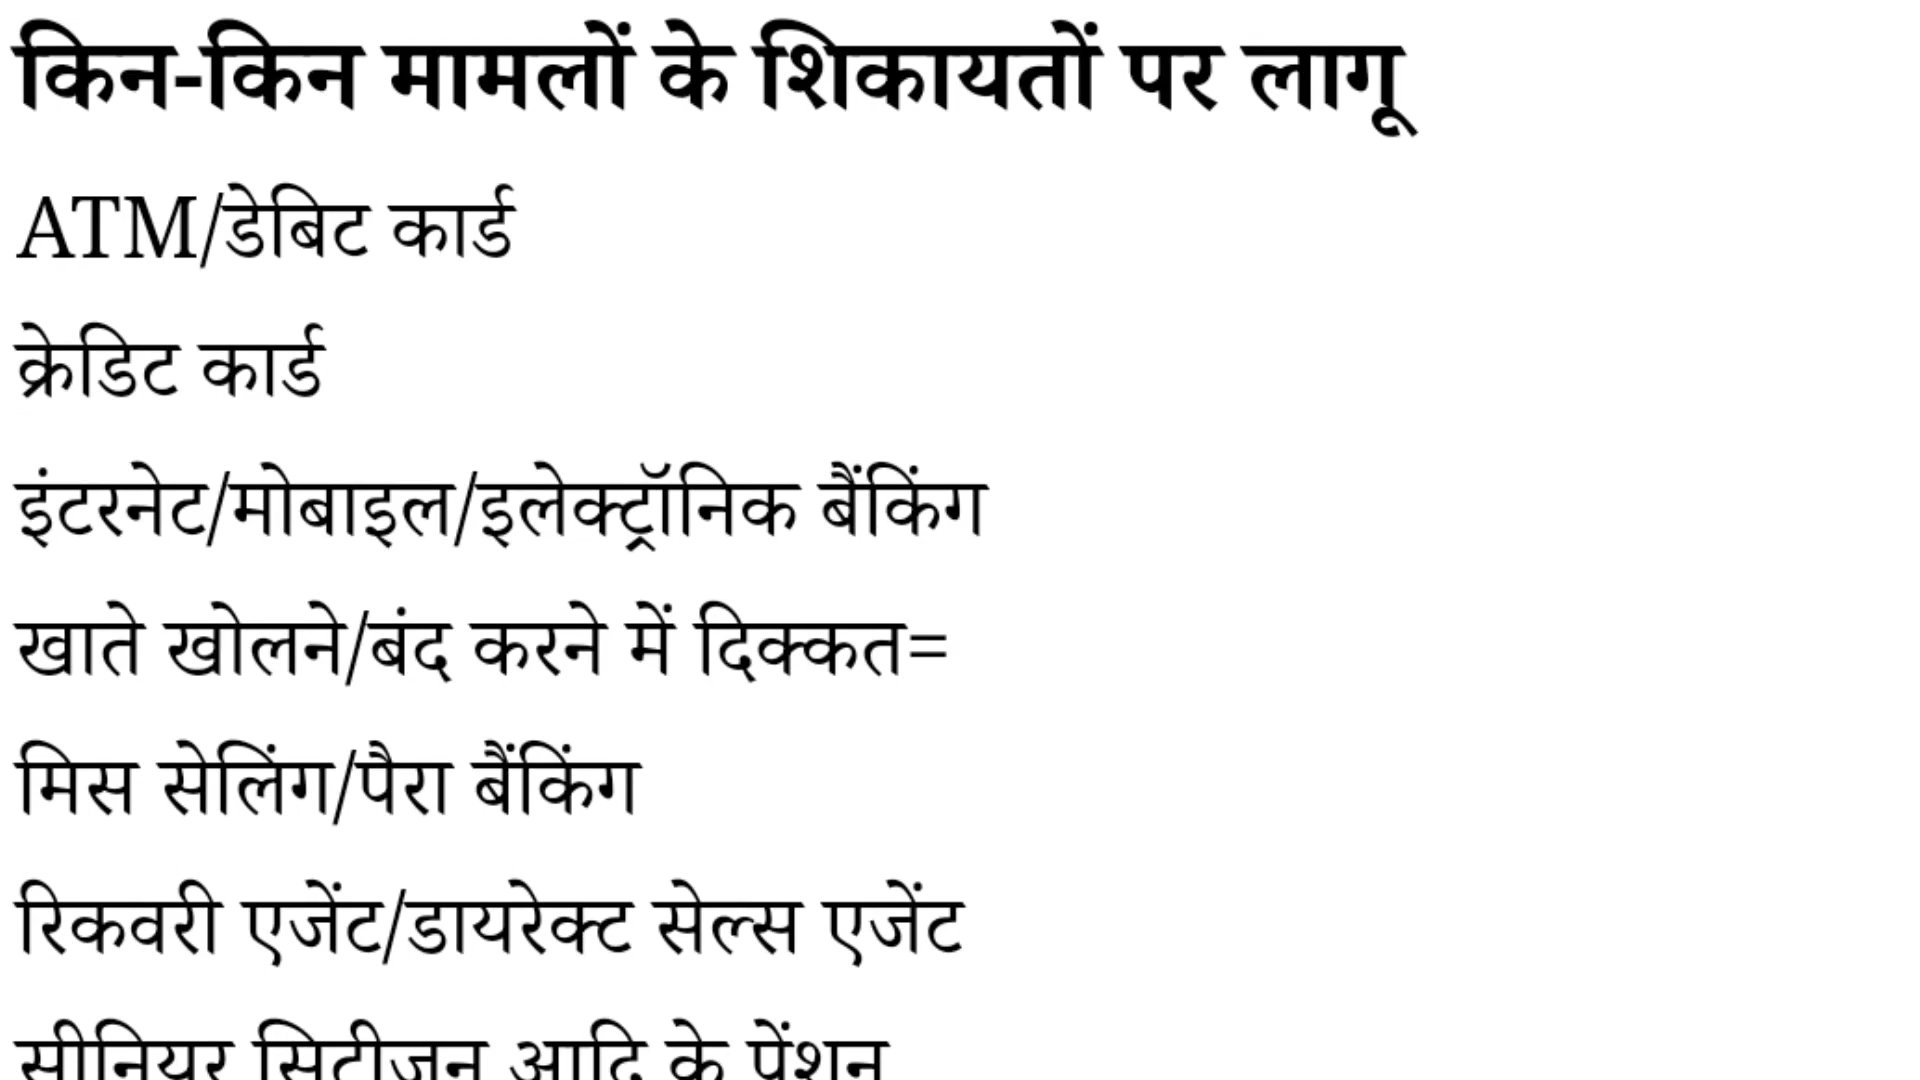 किन-किन मामलों के शिकायतों पर लागू
ATM/डेबिट कार्ड
क्रेडिट कार्ड
इंटरनेट/मोबाइल/इलेक्ट्रॉनिक बैंकिंग
खाते खोलने/बंद करने में दिक्कत=
मिस सेलिंग/पैरा बैंकिंग
रिकवरी एजेंट/डायरेक्ट सेल्स एजेंट
सीनियर सिटीजन आदि के पेंशन